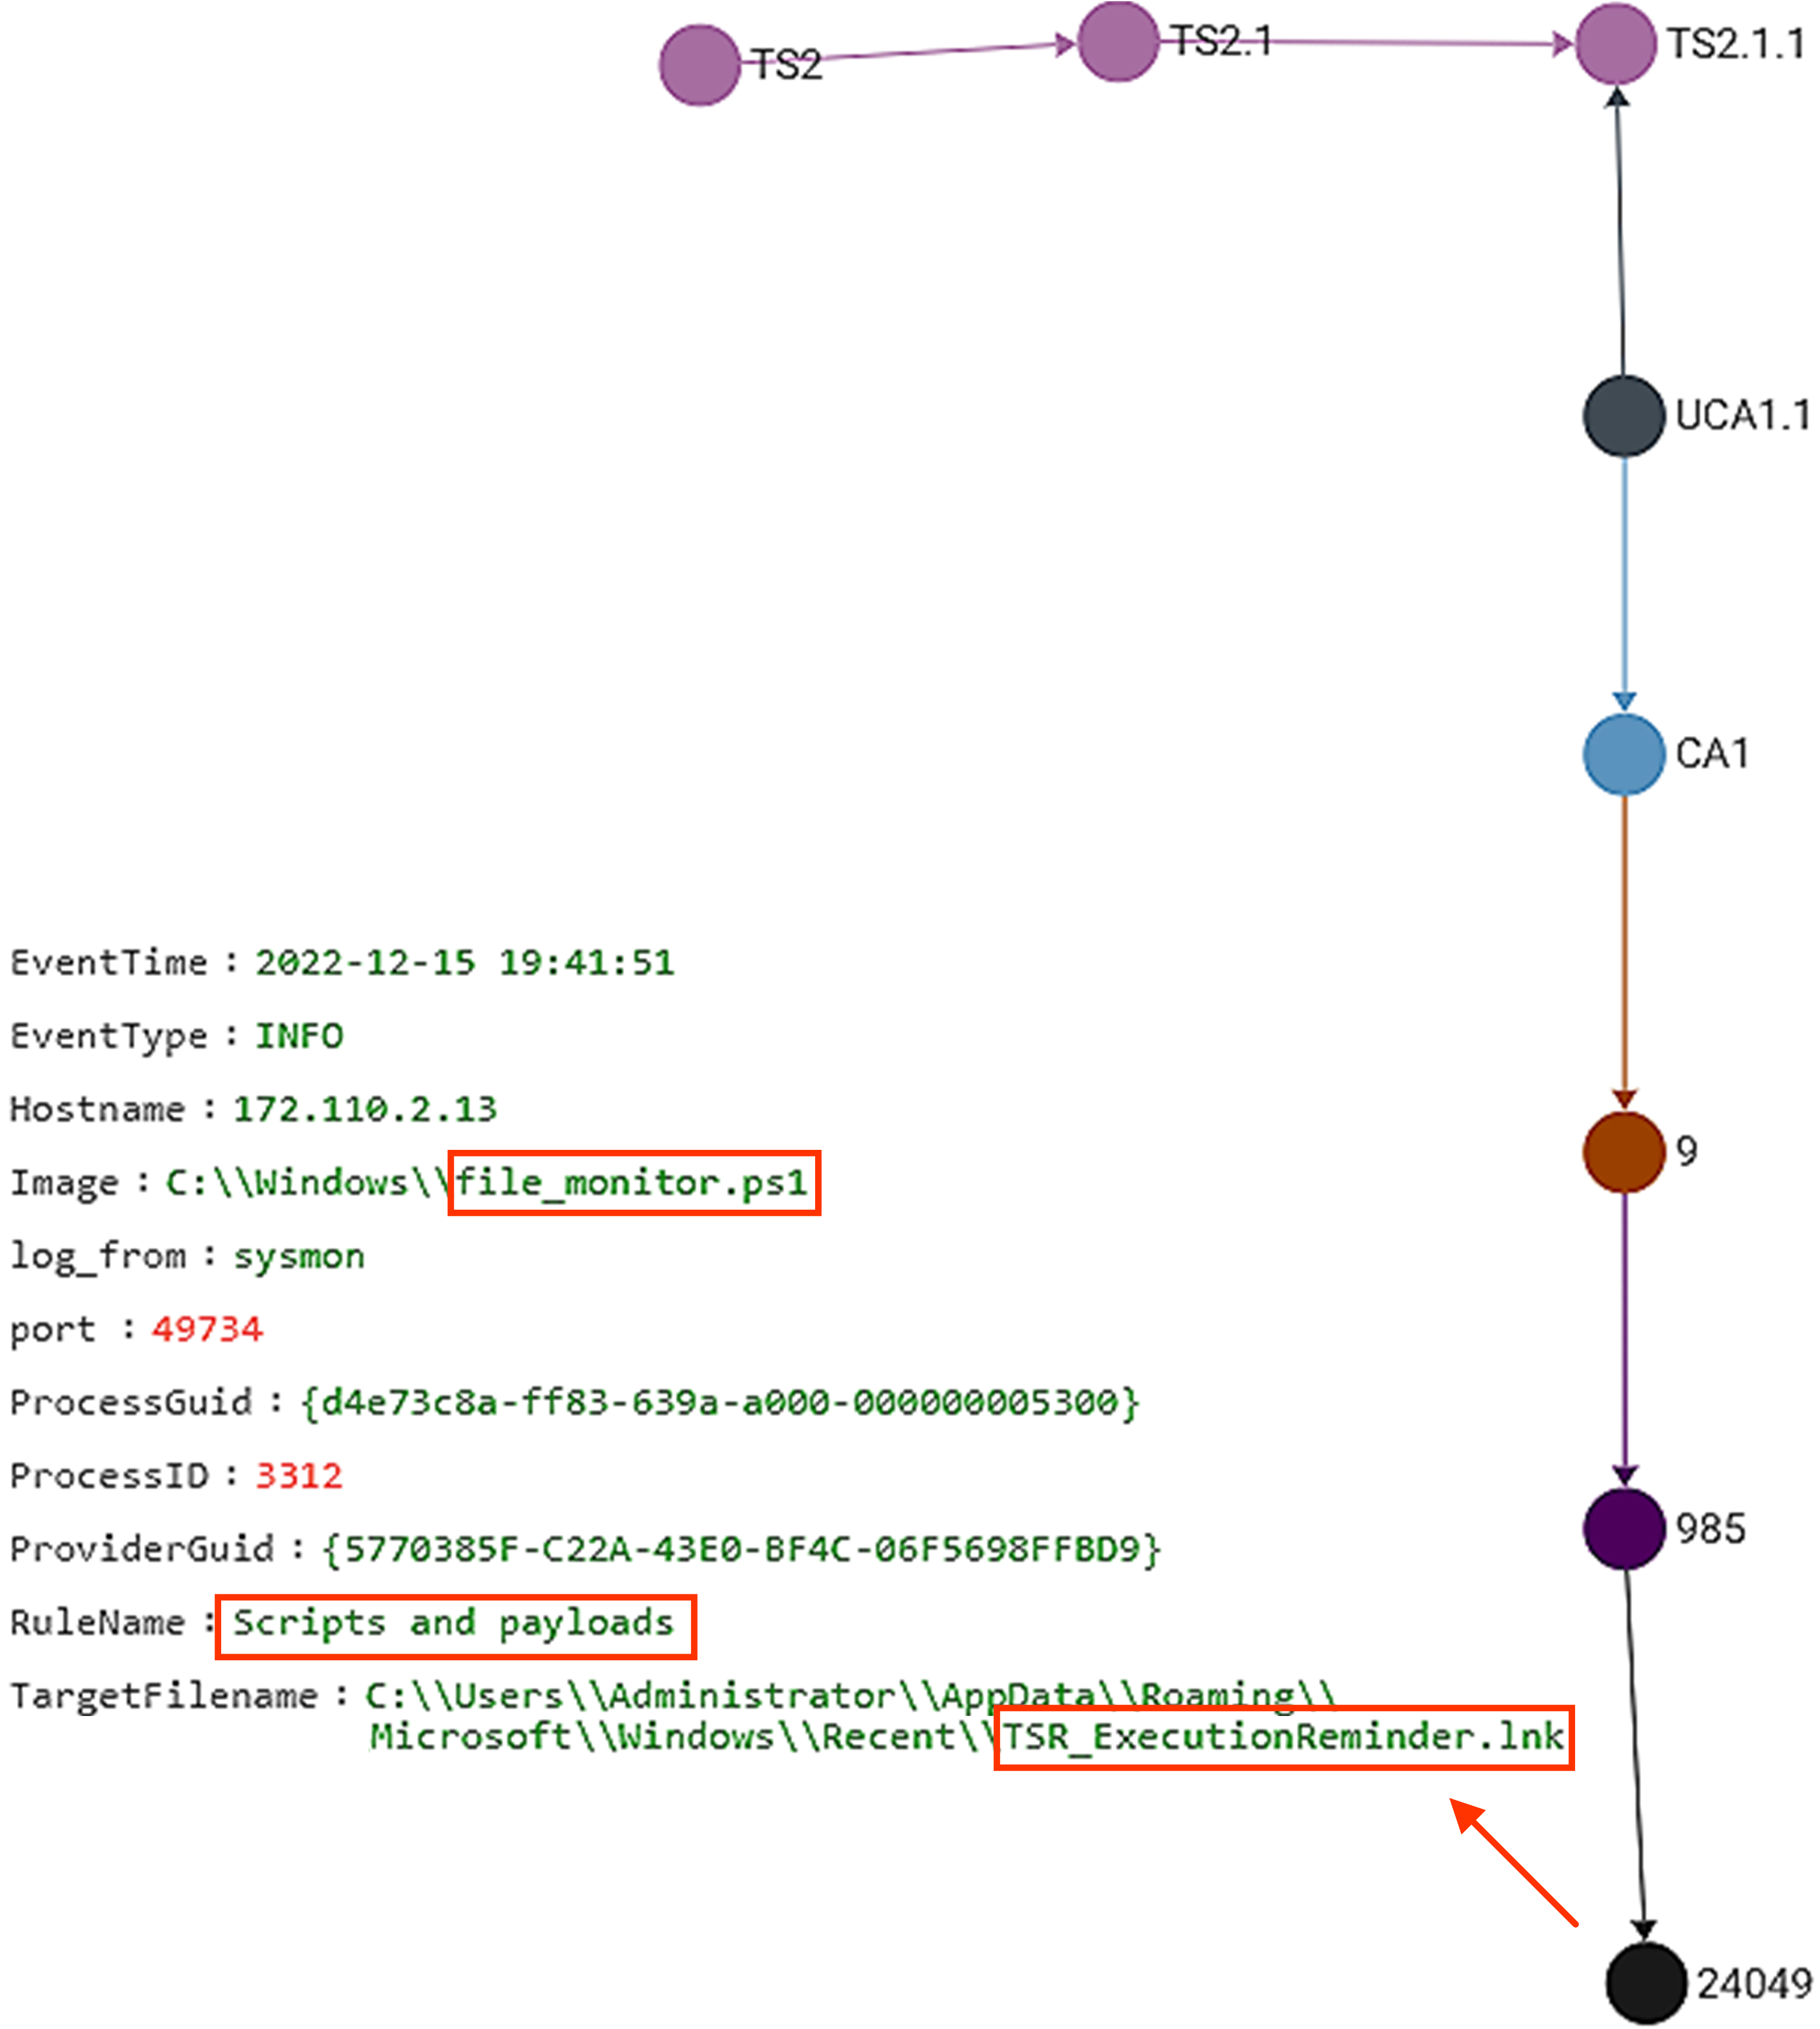 TS2
TS2.1
TS2.1.1
UCA1.1
CA1
EventTime : 2022-12-15 19:41:51
EventType : INFO
Hostname : 172.110.2.13
Image : C:\\Windows\\file_monitor.ps1
9
log_from : sysmon
port : 49734
ProcessGuid : {d4e73c8a-ff83-639a-a000-000000005300}
ProcessID : 3312
985
ProviderGuid : {5770385F-C22A-43E0-BF4C-06F5698FFBD9}
RuleName : Scripts and payloads
TargetFilename : C:\\Users\\Administrator\\AppData\\Roaming\\
Microsoft\\Windows\\Recent\\TSR_ExecutionReminder.lnk
24049